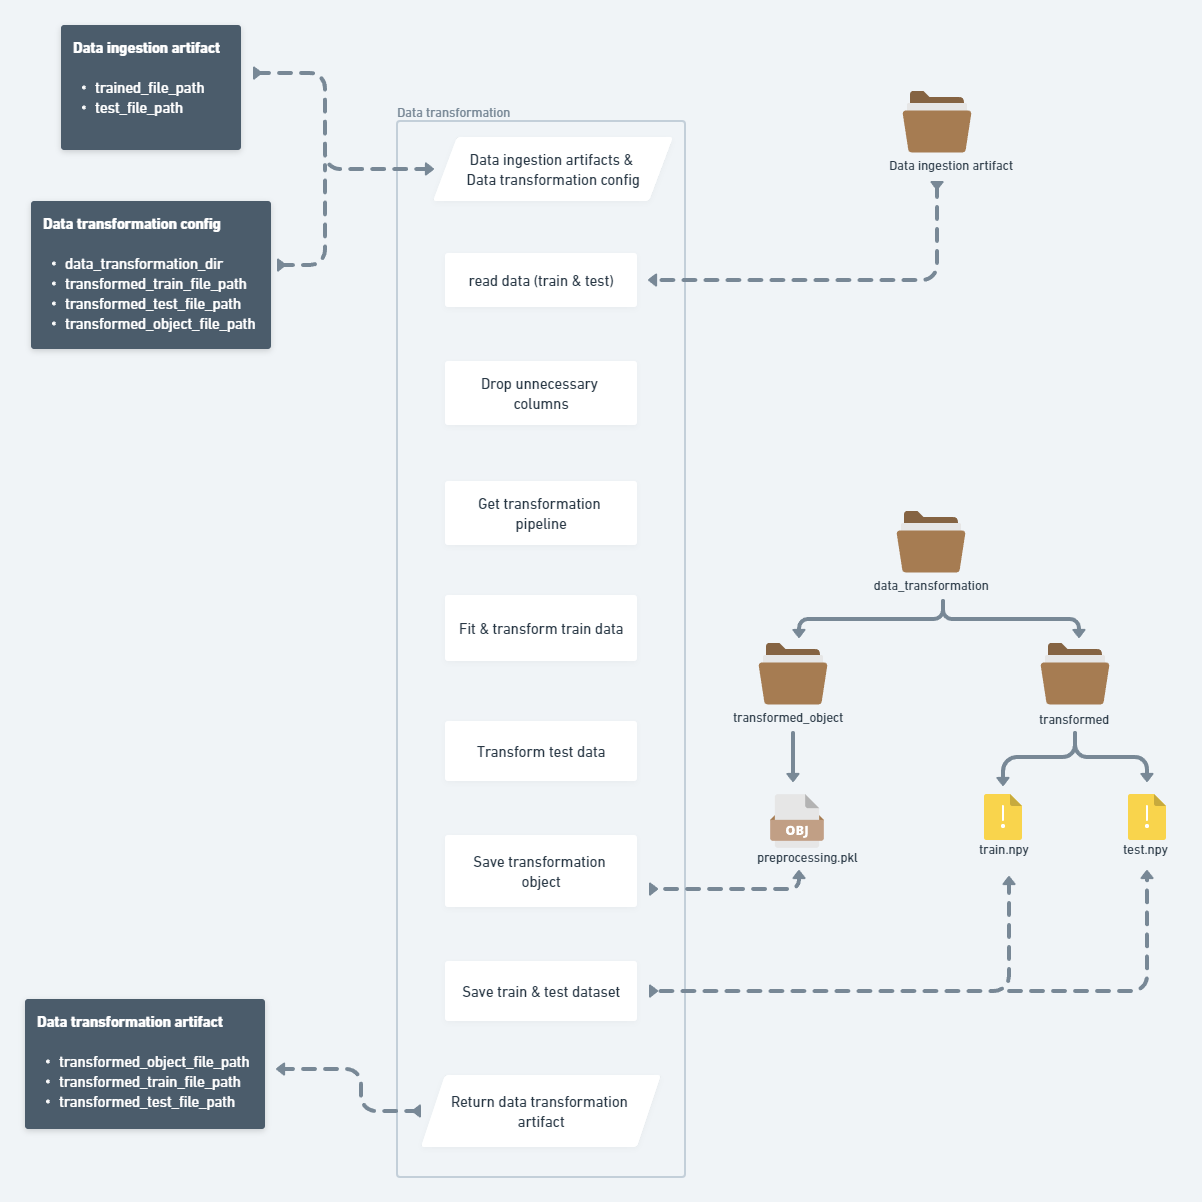 Data ingestion artifact
• trained_file_path
• test_file_path
Data transformation config
• data_transformation_dir
• transformed_train_file_path
• transformed_test_file_path
• transformed_object_file_path
Data transformation
Data ingestion artifacts &
Data transformation config
read data (train & test)
Drop unnecessary
columns
Get transformation
pipeline
Fit & transform train data
Transform test data
Save transformation
object
Save train & test dataset
Return data transformation
artifact
Data ingestion artifact
data_transformation
transformed_object
transformed
OBJ
preprocessing.pkl
!
train.npy
!
test.npy
Data transformation artifact
• transformed_object_file_path
• transformed_train_file_path
• transformed_test_file_path